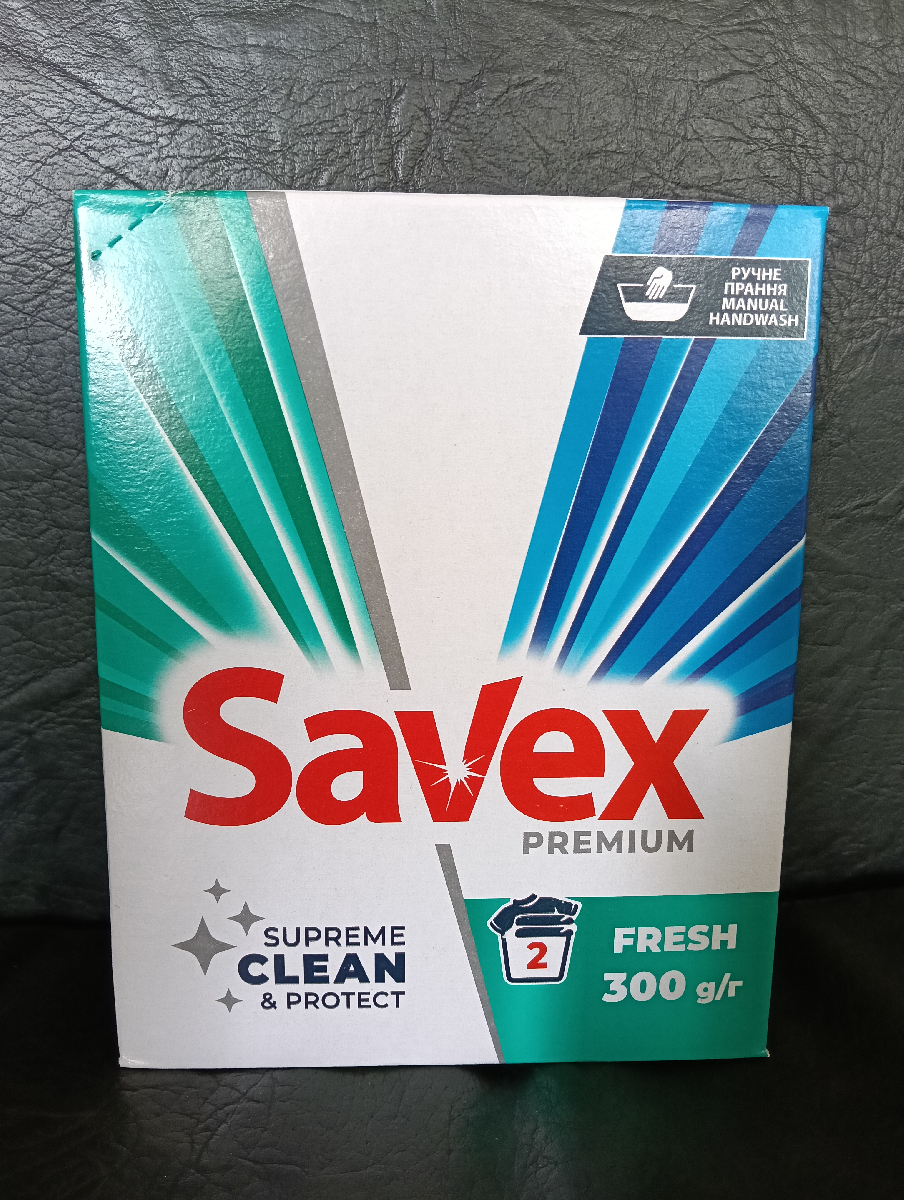 РУЧНЕ
ПРАННЯ
MANUAL
HANDWASH
Savex
PREMIUM
SUPREME
CLEAN
& PROTECT
2
FRESH
300 g/г